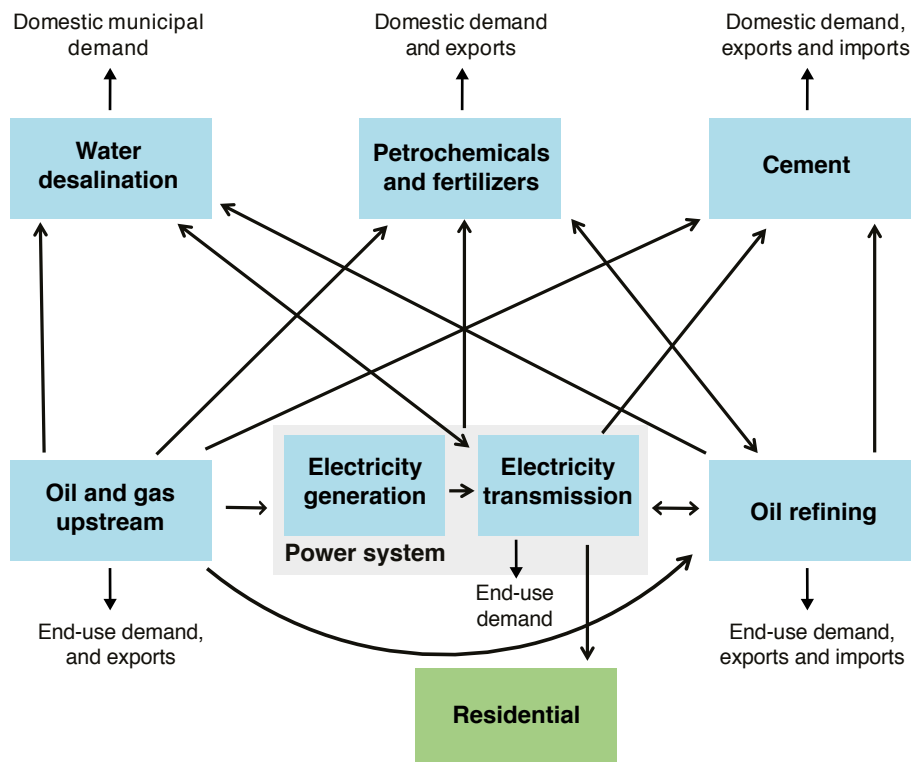 Domestic municipal
demand
Domestic demand
and exports
Domestic demand,
exports and imports
Water
desalination
Petrochemicals
and fertilizers
Cement
Oil and gas
upstream
Electricity
generation
Electricity
transmission
Oil refining
Power system
End-use demand,
and exports
End-use
demand
End-use demand,
exports and imports
Residential